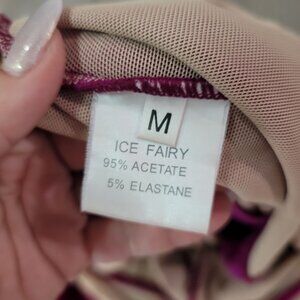 M
ICE FAIRY
95% ACETATE
5% ELASTANE